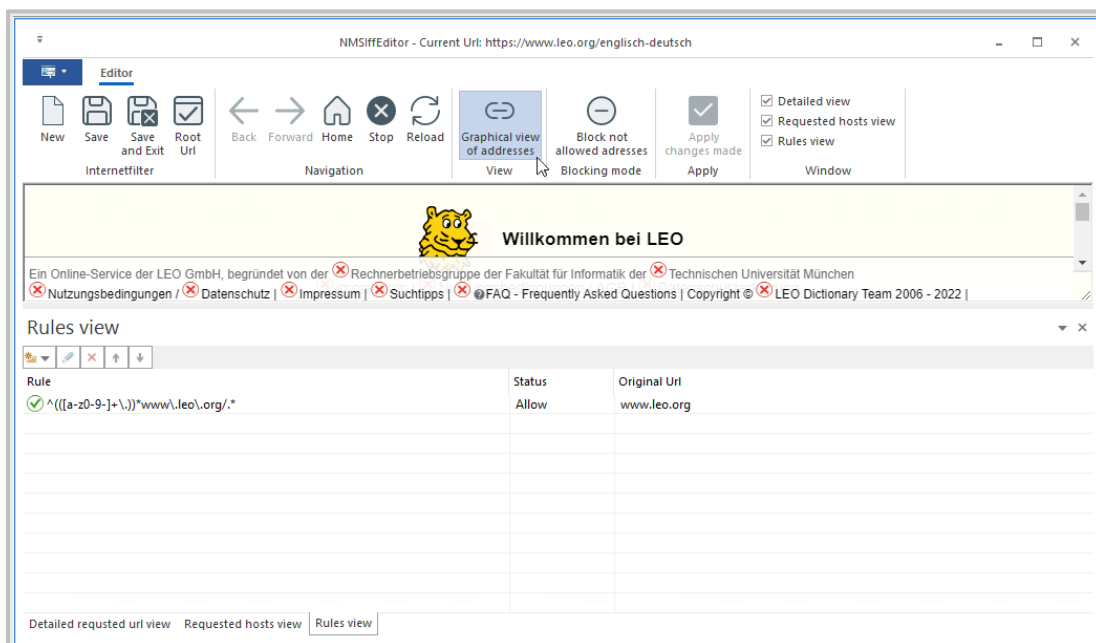 NMSIffEditor - Current Url: https://www.leo.org/englisch-deutsch
Editor
New
Save
Save and Exit
Root Url
Internetfilter
Back
Forward
Home
Stop
Reload
Navigation
Graphical view of addresses
View
Block not allowed adresses
Blocking mode
Apply changes made
Apply
Detailed view
Requested hosts view
Rules view
Window
Willkommen bei LEO
Ein Online-Service der LEO GmbH, begründet von der Rechnerbetriebsgruppe der Fakultät für Informatik der Technischen Universität München
Nutzungsbedingungen / Datenschutz | Impressum | Suchtipps | FAQ - Frequently Asked Questions | Copyright © LEO Dictionary Team 2006 - 2022 |
Rules view
Rule Status Original Url
^(([a-z0-9-]+\.))*www\.leo\.org/.* Allow www.leo.org
Detailed requsted url view Requested hosts view Rules view